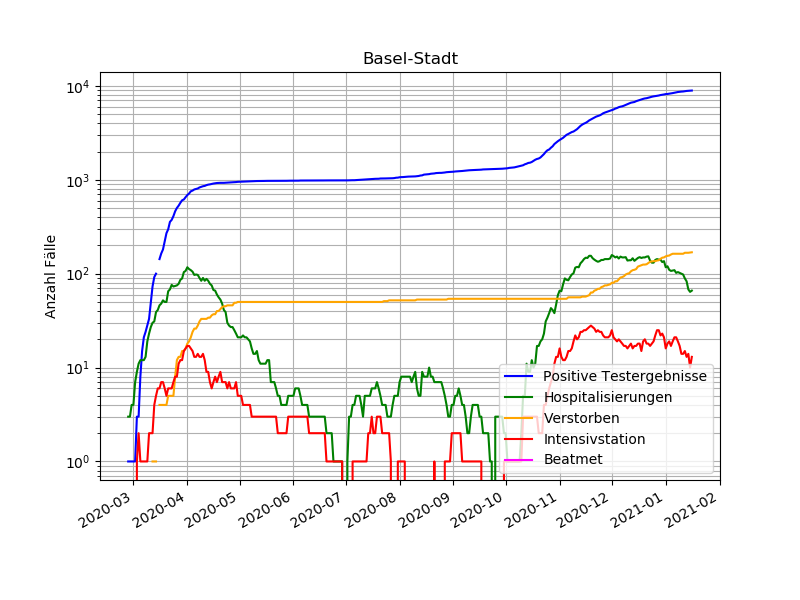 Basel-Stadt
Anzahl Fälle
10⁴
10³
10²
10¹
10⁰
Positive Testergebnisse
Hospitalisierungen
Verstorben
Intensivstation
Beatmet
2020-03
2020-04
2020-05
2020-06
2020-07
2020-08
2020-09
2020-10
2020-11
2020-12
2021-01
2021-02